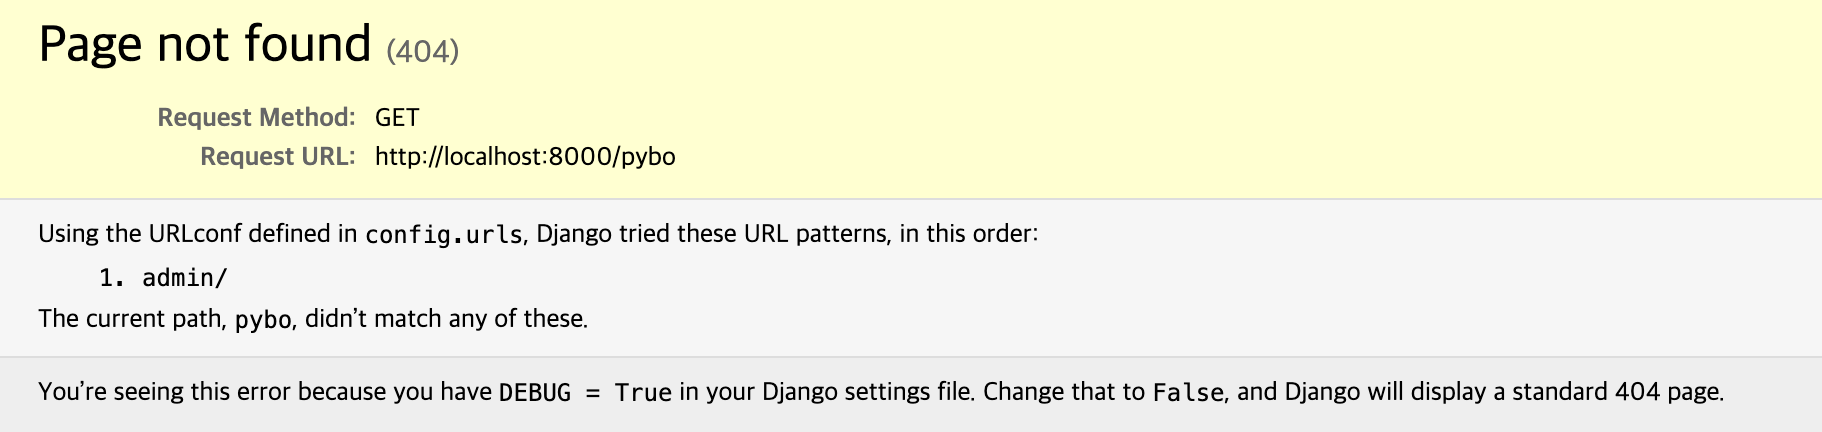 Page not found (404)
Request Method: GET
Request URL: http://localhost:8000/pybo
Using the URLconf defined in config.urls, Django tried these URL patterns, in this order:
1. admin/
The current path, pybo, didn’t match any of these.
You’re seeing this error because you have DEBUG = True in your Django settings file. Change that to False, and Django will display a standard 404 page.